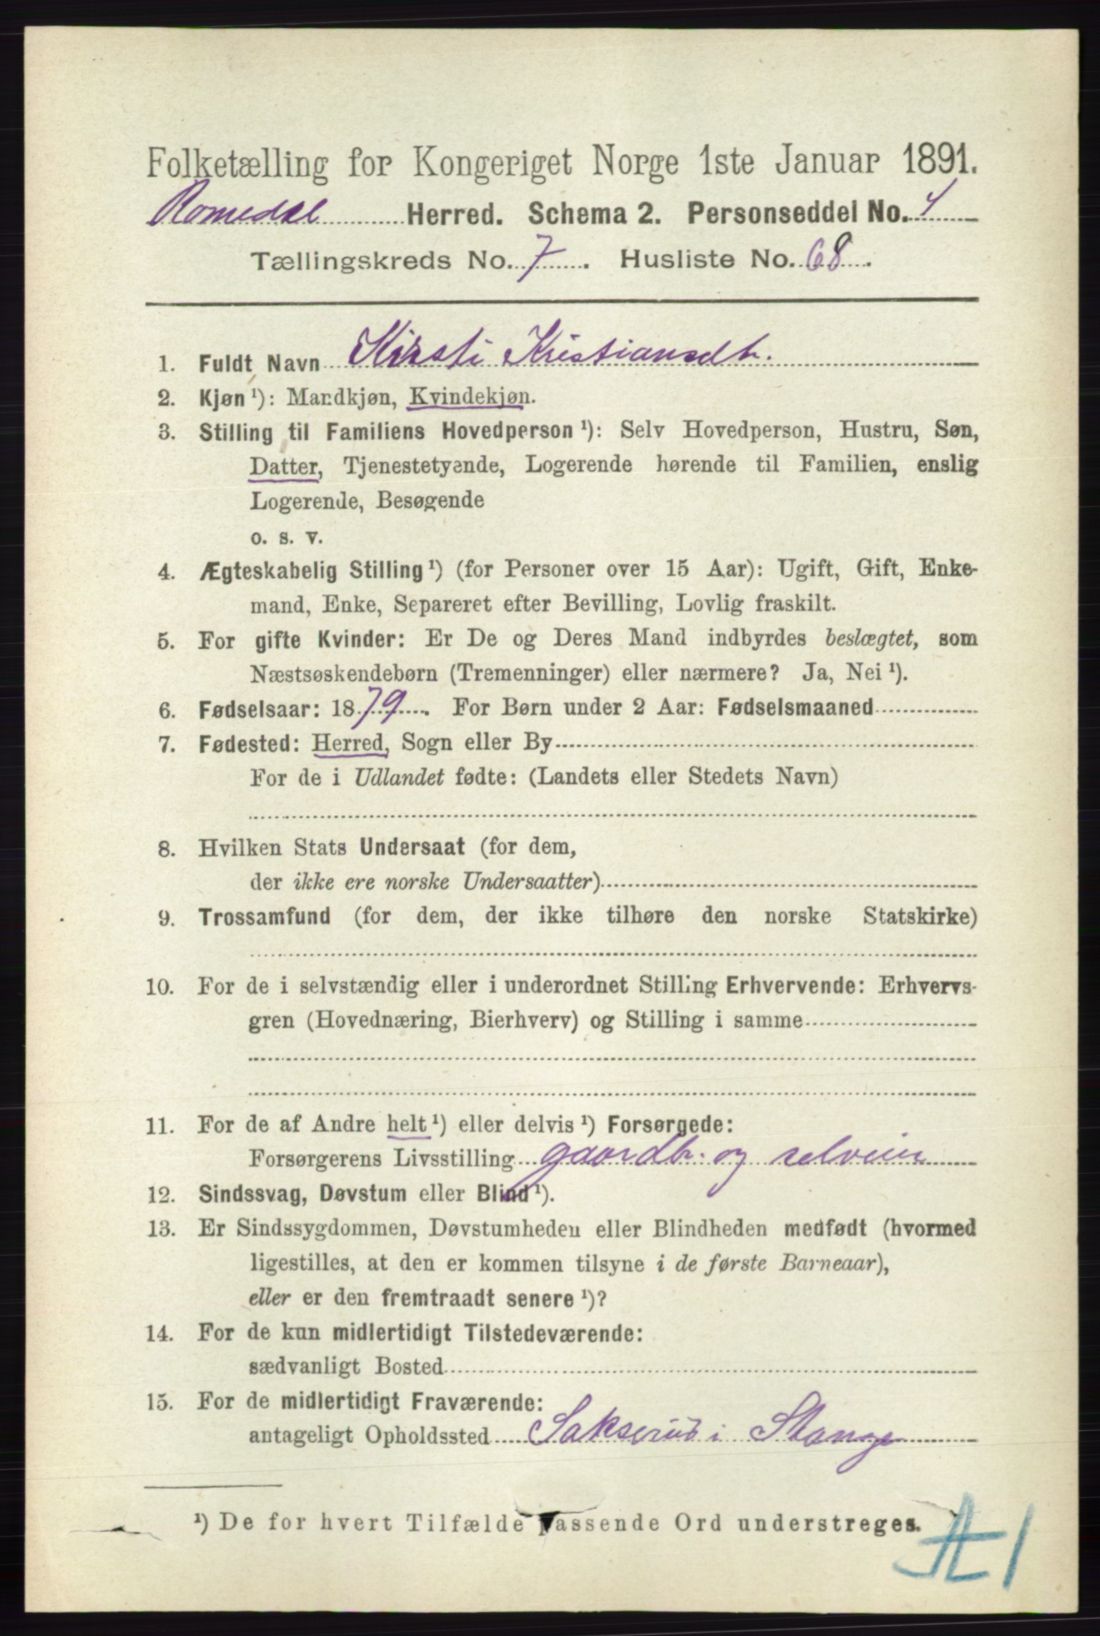 Folketælling for Kongeriget Norge 1ste Januar 1891.
Romedal Herred. Schema 2. Personseddel No. 4
Tællingskreds No. 7. Husliste No. 68.
1. Fuldt Navn Kirsti Kristiansdtr.
2. Kjøn ¹): Mandkjøn, Kvindekjøn.
3. Stilling til Familiens Hovedperson ¹): Selv Hovedperson, Hustru, Søn,
Datter, Tjenestetyende, Logerende hørende til Familien, enslig
Logerende, Besøgende
o. s. v.
4. Ægteskabelig Stilling ¹) (for Personer over 15 Aar): Ugift, Gift, Enke-
mand, Enke, Separeret efter Bevilling, Lovlig fraskilt.
5. For gifte Kvinder: Er De og Deres Mand indbyrdes beslægtet, som
Næstsøskendebørn (Tremenninger) eller nærmere? Ja, Nei ¹).
6. Fødselsaar: 1879. For Børn under 2 Aar: Fødselsmaaned
7. Fødested: Herred, Sogn eller By
For de i Udlandet fødte: (Landets eller Stedets Navn)
8. Hvilken Stats Undersaat (for dem,
der ikke ere norske Undersaatter)
9. Trossamfund (for dem, der ikke tilhøre den norske Statskirke)
10. For de i selvstændig eller i underordnet Stilling Erhvervende: Erhvervs-
gren (Hovednæring, Bierhverv) og Stilling i samme
11. For de af Andre helt ¹) eller delvis ¹) Forsørgede:
Forsørgerens Livsstilling gaardbr. og selveier
12. Sindssvag, Døvstum eller Blind ¹).
13. Er Sindssygdommen, Døvstumheden eller Blindheden medfødt (hvormed
ligestilles, at den er kommen tilsyne i de første Barneaar),
eller er den fremtraadt senere ¹)?
14. For de kun midlertidigt Tilstedeværende:
sædvanligt Bosted
15. For de midlertidigt Fraværende:
antageligt Opholdssted Sakserud i Stange
¹) De for hvert Tilfælde passende Ord understreges.